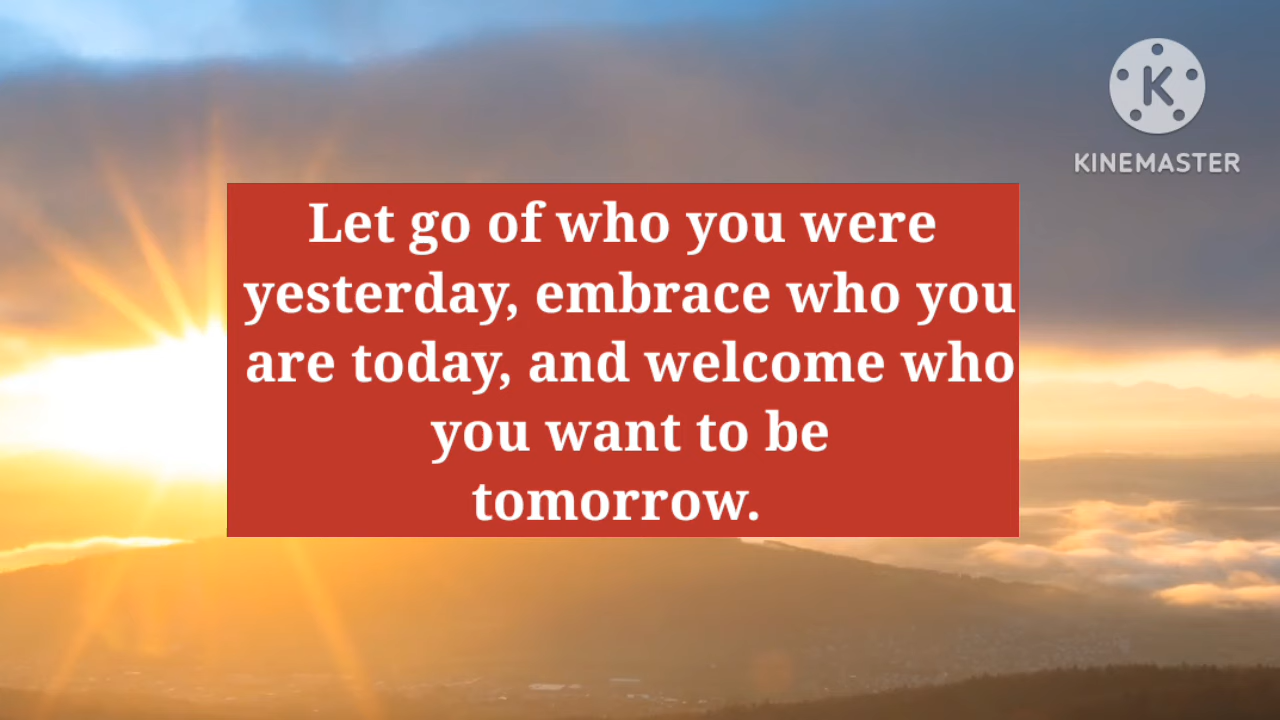 KINEMASTER
Let go of who you were
yesterday, embrace who you
are today, and welcome who
you want to be
tomorrow.